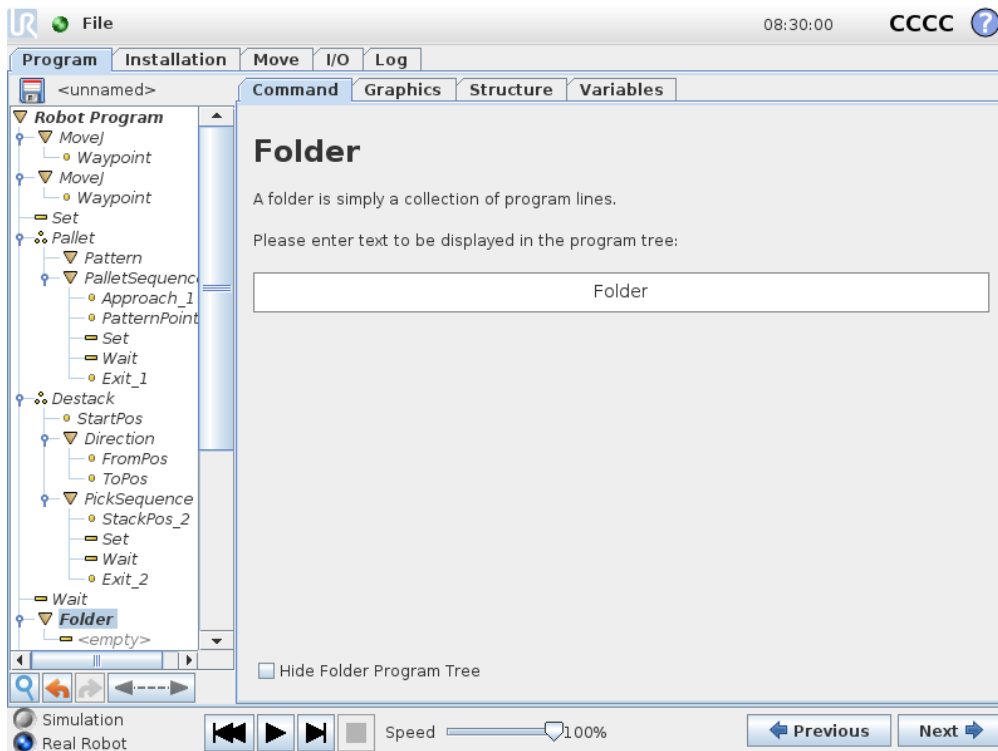 UR File 08:30:00 CCCC ?
Program Installation Move I/O Log
<unnamed>
Command Graphics Structure Variables
Robot Program
MoveJ
Waypoint
MoveJ
Waypoint
Set
Pallet
Pattern
PalletSequenc
Approach_1
PatternPoint
Set
Wait
Exit_1
Destack
StartPos
Direction
FromPos
ToPos
PickSequence
StackPos_2
Set
Wait
Exit_2
Wait
Folder
<empty>
Folder
A folder is simply a collection of program lines.
Please enter text to be displayed in the program tree:
Folder
Hide Folder Program Tree
Simulation
Real Robot
Speed 100%
Previous Next